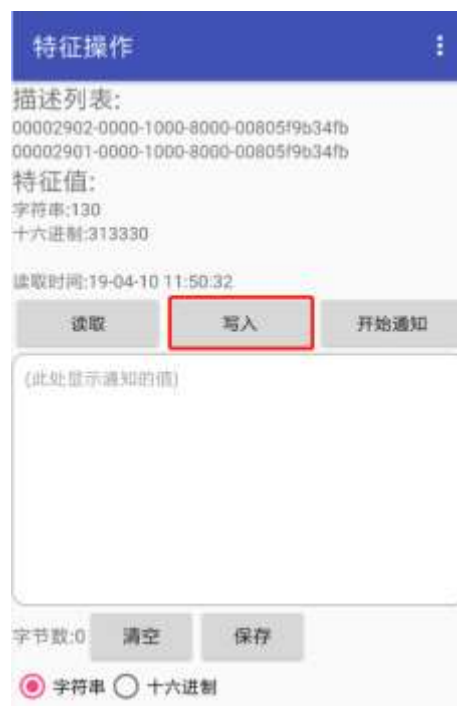 特征操作
描述列表:
00002902-0000-1000-8000-00805f9b34fb
00002901-0000-1000-8000-00805f9b34fb
特征值:
字符串:130
十六进制:313330
读取时间:19-04-10 11:50:32
读取 写入 开始通知
(此处显示通知的值)
字节数:0 清空 保存
字符串 十六进制